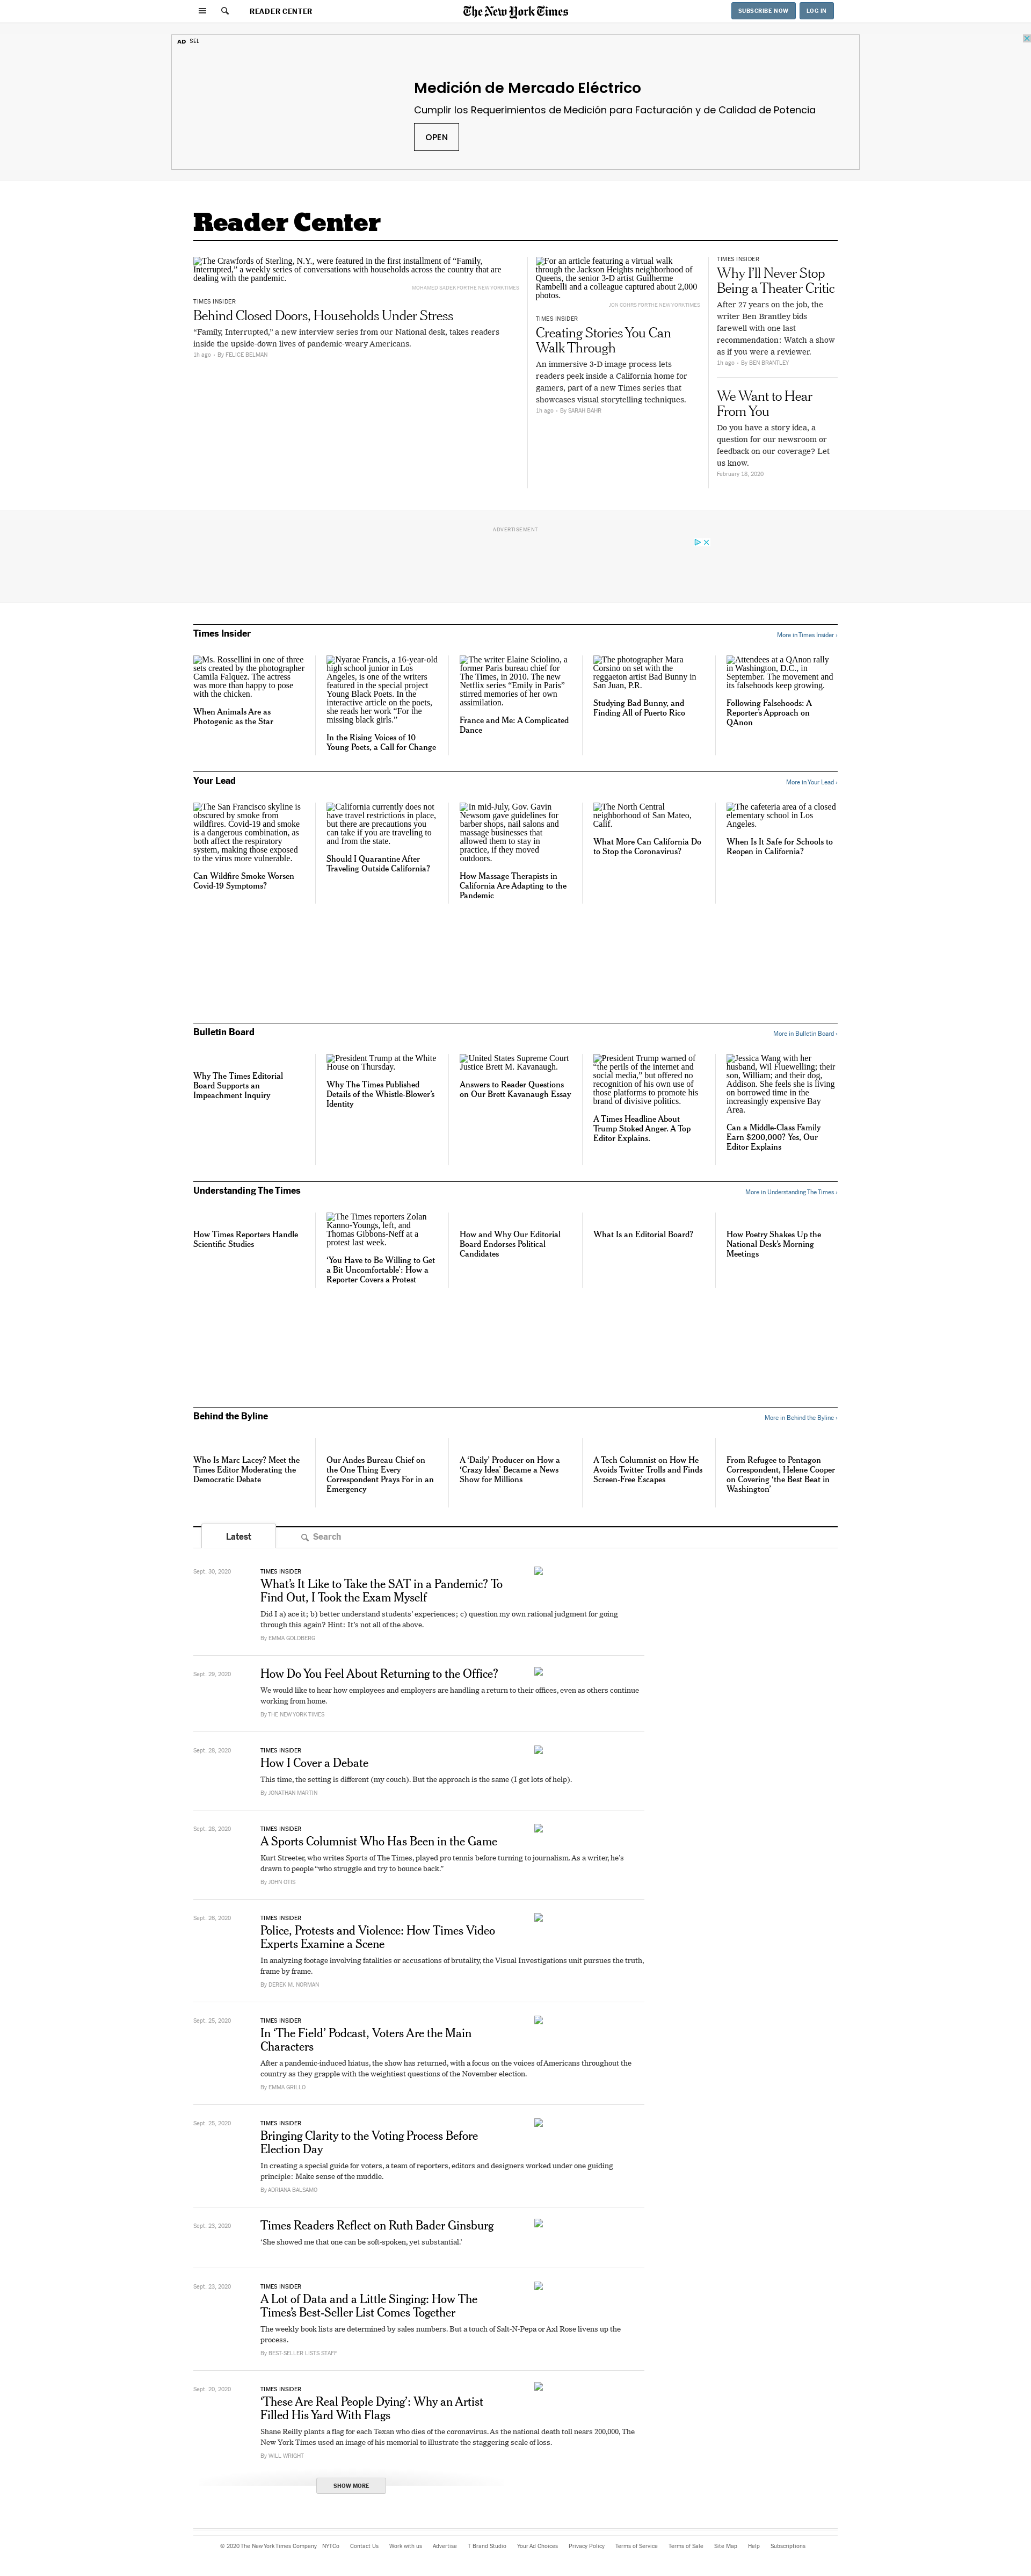 READER CENTER
The New York Times
SUBSCRIBE NOW
LOG IN
AD SEL
Medición de Mercado Eléctrico
Cumplir los Requerimientos de Medición para Facturación y de Calidad de Potencia
OPEN
Reader Center
The Crawfords of Sterling, N.Y., were featured in the first installment of “Family,
Interrupted,” a weekly series of conversations with households across the country that are
dealing with the pandemic.
MOHAMED SADEK FOR THE NEW YORK TIMES
TIMES INSIDER
Behind Closed Doors, Households Under Stress
“Family, Interrupted,” a new interview series from our National desk, takes readers
inside the upside-down lives of pandemic-weary Americans.
1h ago - By FELICE BELMAN
For an article featuring a virtual walk
through the Jackson Heights neighborhood of
Queens, the senior 3-D artist Guilherme
Rambelli and a colleague captured about 2,000
photos.
JON COHRS FOR THE NEW YORK TIMES
TIMES INSIDER
Creating Stories You Can
Walk Through
An immersive 3-D image process lets
readers peek inside a California home for
gamers, part of a new Times series that
showcases visual storytelling techniques.
1h ago - By SARAH BAHR
TIMES INSIDER
Why I’ll Never Stop
Being a Theater Critic
After 27 years on the job, the
writer Ben Brantley bids
farewell with one last
recommendation: Watch a show
as if you were a reviewer.
1h ago - By BEN BRANTLEY
We Want to Hear
From You
Do you have a story idea, a
question for our newsroom or
feedback on our coverage? Let
us know.
February 18, 2020
ADVERTISEMENT
Times Insider
More in Times Insider ›
Ms. Rossellini in one of three
sets created by the photographer
Camila Falquez. The actress
was more than happy to pose
with the chicken.
When Animals Are as
Photogenic as the Star
Nyarae Francis, a 16-year-old
high school junior in Los
Angeles, is one of the writers
featured in the special project
Young Black Poets. In the
interactive article on the poets,
she reads her work “For the
missing black girls.”
In the Rising Voices of 10
Young Poets, a Call for Change
The writer Elaine Sciolino, a
former Paris bureau chief for
The Times, in 2010. The new
Netflix series “Emily in Paris”
stirred memories of her own
assimilation.
France and Me: A Complicated
Dance
The photographer Mara
Corsino on set with the
reggaeton artist Bad Bunny in
San Juan, P.R.
Studying Bad Bunny, and
Finding All of Puerto Rico
Attendees at a QAnon rally
in Washington, D.C., in
September. The movement and
its falsehoods keep growing.
Following Falsehoods: A
Reporter’s Approach on
QAnon
Your Lead
More in Your Lead ›
The San Francisco skyline is
obscured by smoke from
wildfires. Covid-19 and smoke
is a dangerous combination, as
both affect the respiratory
system, making those exposed
to the virus more vulnerable.
Can Wildfire Smoke Worsen
Covid-19 Symptoms?
California currently does not
have travel restrictions in place,
but there are precautions you
can take if you are traveling to
and from the state.
Should I Quarantine After
Traveling Outside California?
In mid-July, Gov. Gavin
Newsom gave guidelines for
barber shops, nail salons and
massage businesses that
allowed them to stay in
practice, if they moved
outdoors.
How Massage Therapists in
California Are Adapting to the
Pandemic
The North Central
neighborhood of San Mateo,
Calif.
What More Can California Do
to Stop the Coronavirus?
The cafeteria area of a closed
elementary school in Los
Angeles.
When Is It Safe for Schools to
Reopen in California?
Bulletin Board
More in Bulletin Board ›
Why The Times Editorial
Board Supports an
Impeachment Inquiry
President Trump at the White
House on Thursday.
Why The Times Published
Details of the Whistle-Blower’s
Identity
United States Supreme Court
Justice Brett M. Kavanaugh.
Answers to Reader Questions
on Our Brett Kavanaugh Essay
President Trump warned of
“the perils of the internet and
social media,” but offered no
recognition of his own use of
those platforms to promote his
brand of divisive politics.
A Times Headline About
Trump Stoked Anger. A Top
Editor Explains.
Jessica Wang with her
husband, Wil Fluewelling; their
son, William; and their dog,
Addison. She feels she is living
on borrowed time in the
increasingly expensive Bay
Area.
Can a Middle-Class Family
Earn $200,000? Yes, Our
Editor Explains
Understanding The Times
More in Understanding The Times ›
How Times Reporters Handle
Scientific Studies
The Times reporters Zolan
Kanno-Youngs, left, and
Thomas Gibbons-Neff at a
protest last week.
‘You Have to Be Willing to Get
a Bit Uncomfortable’: How a
Reporter Covers a Protest
How and Why Our Editorial
Board Endorses Political
Candidates
What Is an Editorial Board?
How Poetry Shakes Up the
National Desk’s Morning
Meetings
Behind the Byline
More in Behind the Byline ›
Who Is Marc Lacey? Meet the
Times Editor Moderating the
Democratic Debate
Our Andes Bureau Chief on
the One Thing Every
Correspondent Prays For in an
Emergency
A ‘Daily’ Producer on How a
‘Crazy Idea’ Became a News
Show for Millions
A Tech Columnist on How He
Avoids Twitter Trolls and Finds
Screen-Free Escapes
From Refugee to Pentagon
Correspondent, Helene Cooper
on Covering ‘the Best Beat in
Washington’
Latest
Search
Sept. 30, 2020
TIMES INSIDER
What’s It Like to Take the SAT in a Pandemic? To
Find Out, I Took the Exam Myself
Did I a) ace it; b) better understand students’ experiences; c) question my own rational judgment for going
through this again? Hint: It’s not all of the above.
By EMMA GOLDBERG
Sept. 29, 2020
How Do You Feel About Returning to the Office?
We would like to hear how employees and employers are handling a return to their offices, even as others continue
working from home.
By THE NEW YORK TIMES
Sept. 28, 2020
TIMES INSIDER
How I Cover a Debate
This time, the setting is different (my couch). But the approach is the same (I get lots of help).
By JONATHAN MARTIN
Sept. 28, 2020
TIMES INSIDER
A Sports Columnist Who Has Been in the Game
Kurt Streeter, who writes Sports of The Times, played pro tennis before turning to journalism. As a writer, he’s
drawn to people “who struggle and try to bounce back.”
By JOHN OTIS
Sept. 26, 2020
TIMES INSIDER
Police, Protests and Violence: How Times Video
Experts Examine a Scene
In analyzing footage involving fatalities or accusations of brutality, the Visual Investigations unit pursues the truth,
frame by frame.
By DEREK M. NORMAN
Sept. 25, 2020
TIMES INSIDER
In ‘The Field’ Podcast, Voters Are the Main
Characters
After a pandemic-induced hiatus, the show has returned, with a focus on the voices of Americans throughout the
country as they grapple with the weightiest questions of the November election.
By EMMA GRILLO
Sept. 25, 2020
TIMES INSIDER
Bringing Clarity to the Voting Process Before
Election Day
In creating a special guide for voters, a team of reporters, editors and designers worked under one guiding
principle: Make sense of the muddle.
By ADRIANA BALSAMO
Sept. 23, 2020
Times Readers Reflect on Ruth Bader Ginsburg
‘She showed me that one can be soft-spoken, yet substantial.’
Sept. 23, 2020
TIMES INSIDER
A Lot of Data and a Little Singing: How The
Times’s Best-Seller List Comes Together
The weekly book lists are determined by sales numbers. But a touch of Salt-N-Pepa or Axl Rose livens up the
process.
By BEST-SELLER LISTS STAFF
Sept. 20, 2020
TIMES INSIDER
‘These Are Real People Dying’: Why an Artist
Filled His Yard With Flags
Shane Reilly plants a flag for each Texan who dies of the coronavirus. As the national death toll nears 200,000, The
New York Times used an image of his memorial to illustrate the staggering scale of loss.
By WILL WRIGHT
SHOW MORE
© 2020 The New York Times Company NYTCo Contact Us Work with us Advertise T Brand Studio Your Ad Choices Privacy Policy Terms of Service Terms of Sale Site Map Help Subscriptions